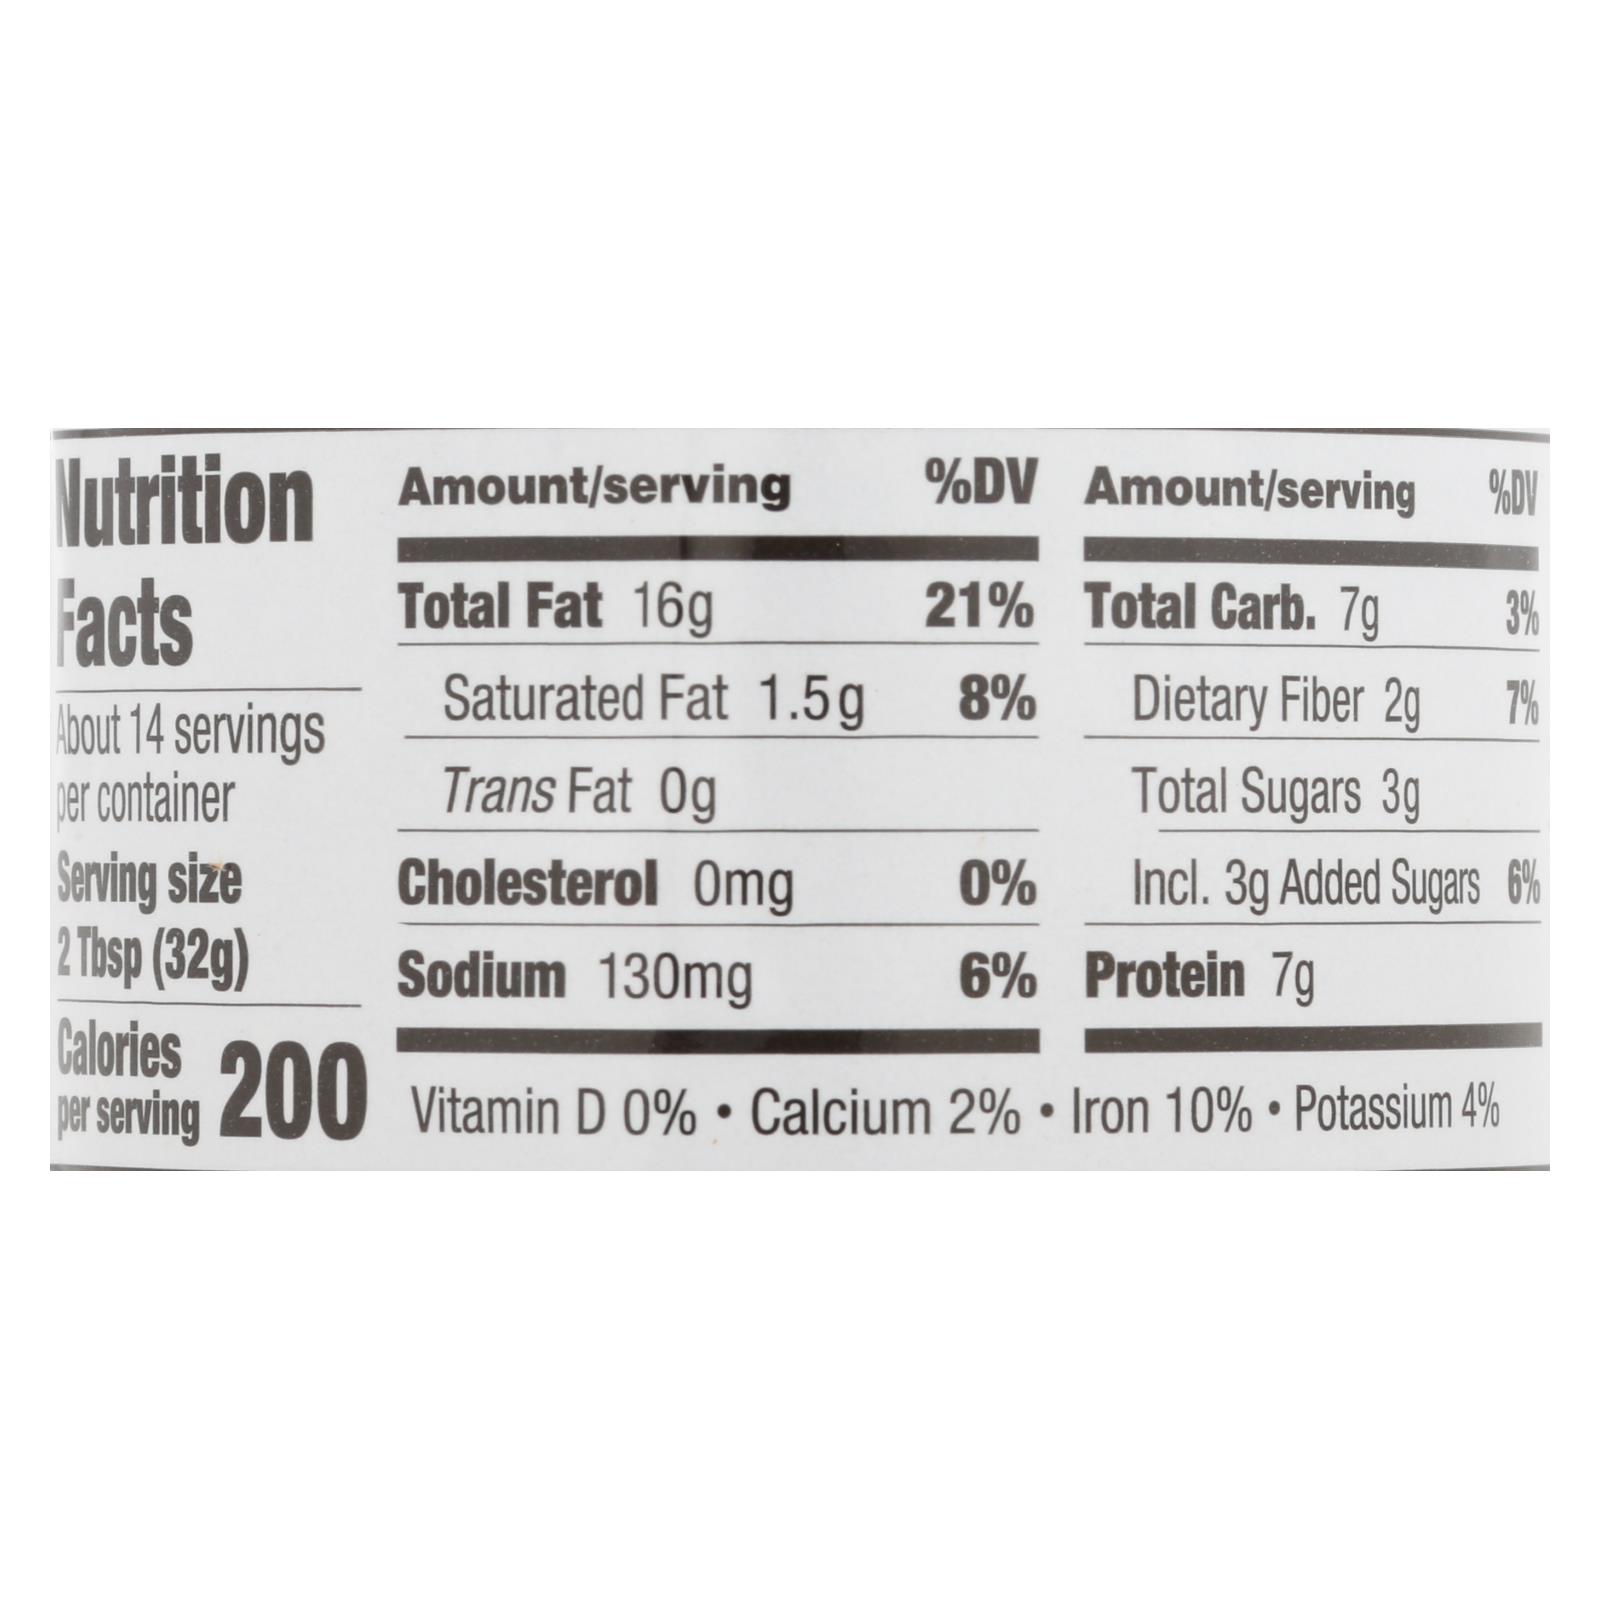 Nutrition
Facts
About 14 servings
per container
Serving size
2 Tbsp (32g)
Calories
per serving 200
Amount/serving %DV
Total Fat 16g 21%
Saturated Fat 1.5g 8%
Trans Fat 0g
Cholesterol 0mg 0%
Sodium 130mg 6%
Amount/serving %DV
Total Carb. 7g 3%
Dietary Fiber 2g 7%
Total Sugars 3g
Incl. 3g Added Sugars 6%
Protein 7g
Vitamin D 0% • Calcium 2% • Iron 10% • Potassium 4%